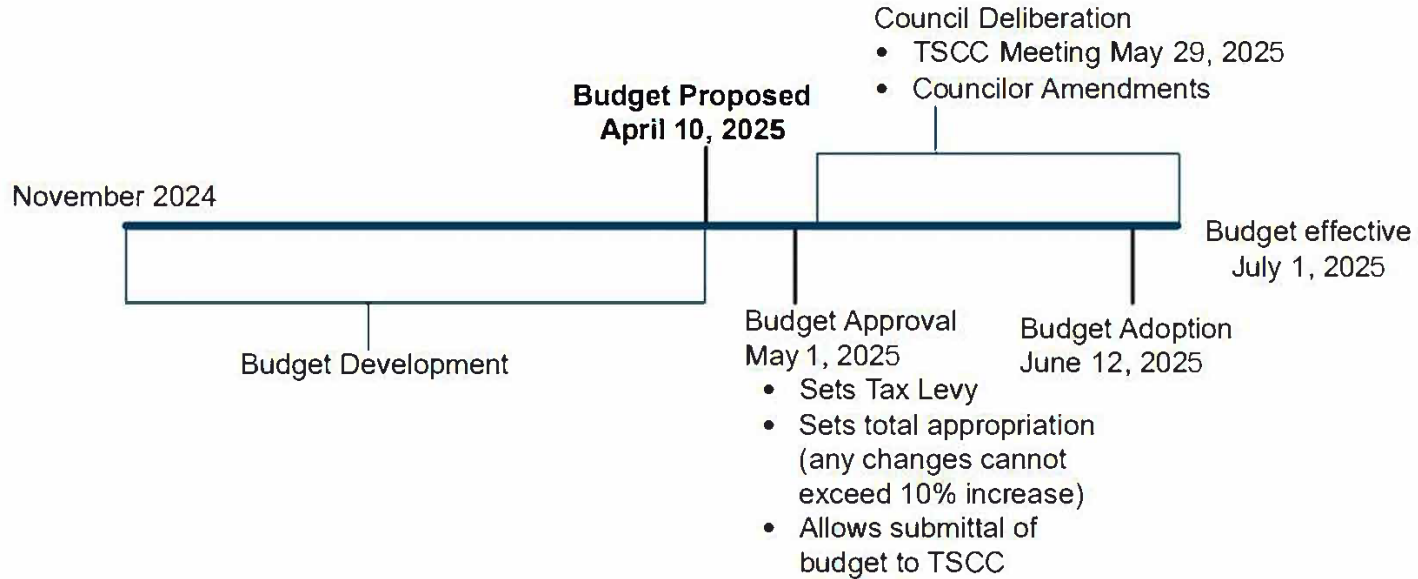 Council Deliberation
• TSCC Meeting May 29, 2025
• Councilor Amendments
Budget Proposed
April 10, 2025
November 2024
Budget effective
July 1, 2025
Budget Development
Budget Approval
May 1, 2025
• Sets Tax Levy
• Sets total appropriation
(any changes cannot
exceed 10% increase)
• Allows submittal of
budget to TSCC
Budget Adoption
June 12, 2025